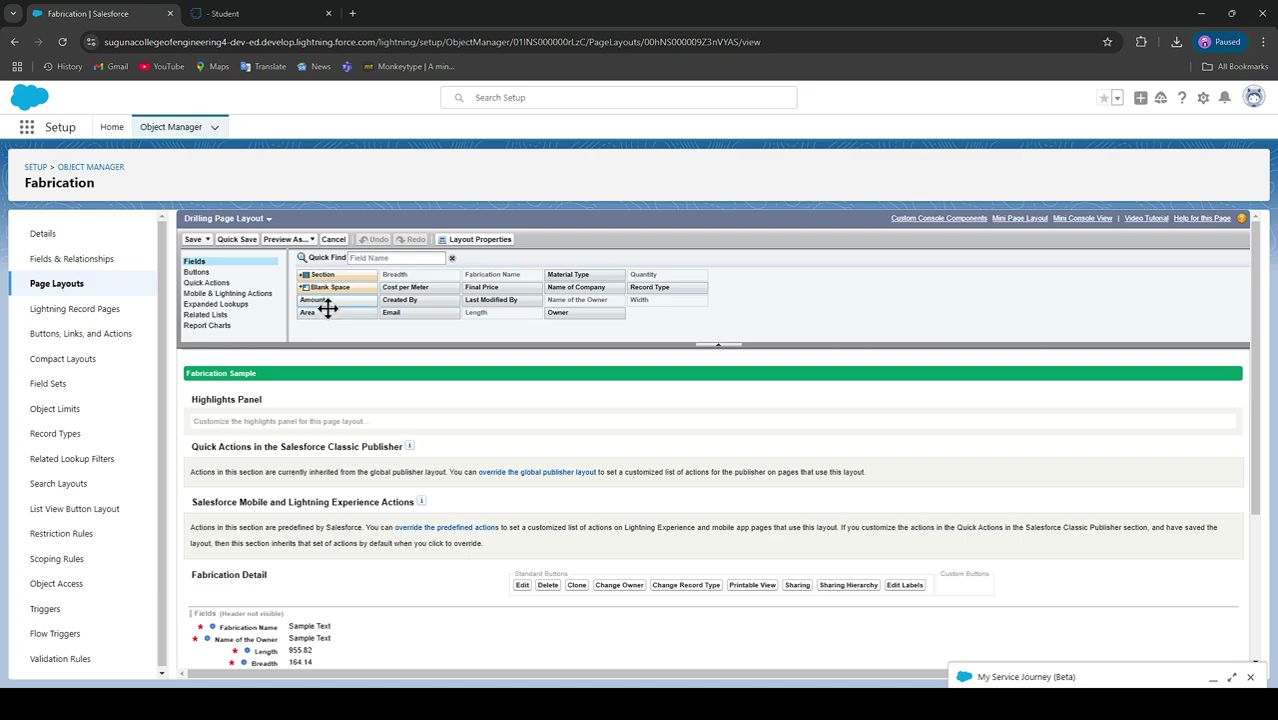 Fabrication | Salesforce
- Student
sugunacollegeofengineering4-dev-ed.develop.lightning.force.com/lightning/setup/ObjectManager/01INS000000rLzC/PageLayouts/00hNS000009Z3nVYAS/view
Paused
History
Gmail
YouTube
Maps
Translate
News
Monkeytype | A min...
All Bookmarks
Search Setup
Setup
Home
Object Manager
SETUP > OBJECT MANAGER
Fabrication
Details
Fields & Relationships
Page Layouts
Lightning Record Pages
Buttons, Links, and Actions
Compact Layouts
Field Sets
Object Limits
Record Types
Related Lookup Filters
Search Layouts
List View Button Layout
Restriction Rules
Scoping Rules
Object Access
Triggers
Flow Triggers
Validation Rules
Drilling Page Layout
Custom Console Components Mini Page Layout Mini Console View | Video Tutorial Help for this Page
Save Quick Save Preview As... Cancel Undo Redo Layout Properties
Fields
Buttons
Quick Actions
Mobile & Lightning Actions
Expanded Lookups
Related Lists
Report Charts
Quick Find Field Name
Section Breadth Fabrication Name Material Type Quantity
Blank Space Cost per Meter Final Price Name of Company Record Type
Amount Created By Last Modified By Name of the Owner Width
Area Email Length Owner
Fabrication Sample
Highlights Panel
Customize the highlights panel for this page layout...
Quick Actions in the Salesforce Classic Publisher
Actions in this section are currently inherited from the global publisher layout. You can override the global publisher layout to set a customized list of actions for the publisher on pages that use this layout.
Salesforce Mobile and Lightning Experience Actions
Actions in this section are predefined by Salesforce. You can override the predefined actions to set a customized list of actions on Lightning Experience and mobile app pages that use this layout. If you customize the actions in the Quick Actions in the Salesforce Classic Publisher section, and have saved the
layout, then this section inherits that set of actions by default when you click to override.
Fabrication Detail
Standard Buttons
Edit Delete Clone Change Owner Change Record Type Printable View Sharing Sharing Hierarchy Edit Labels
Custom Buttons
Fields (Header not visible)
* Fabrication Name Sample Text
* Name of the Owner Sample Text
* Length 955.82
* Breadth 164.14
My Service Journey (Beta)